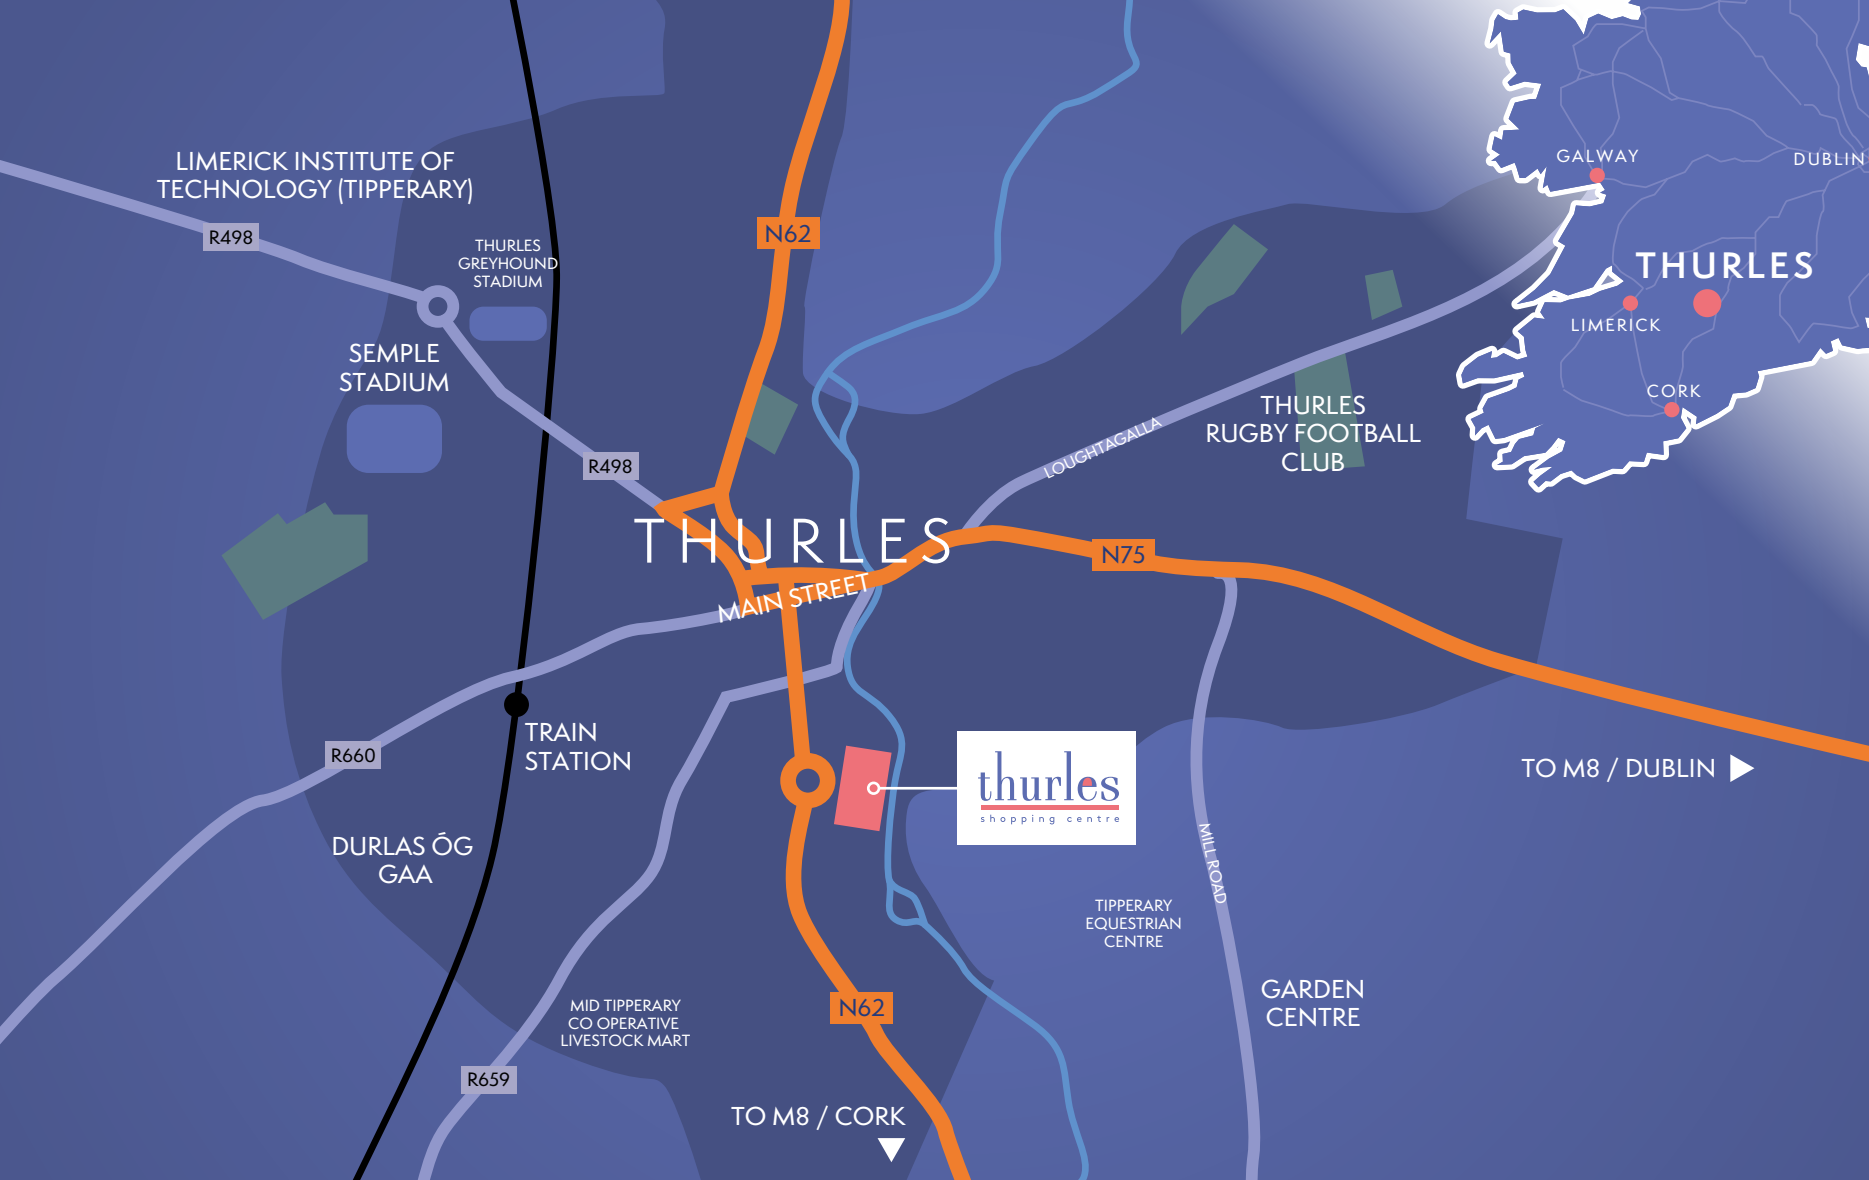 LIMERICK INSTITUTE OF
TECHNOLOGY (TIPPERARY)
R498
THURLES
GREYHOUND
STADIUM
N62
SEMPLE
STADIUM
R498
GALWAY
DUBLIN
THURLES
LIMERICK
CORK
THURLES
RUGBY FOOTBALL
CLUB
LOUGHTAGALLA
THURLES
MAIN STREET
N75
R660
TRAIN
STATION
thurles
shopping centre
TO M8 / DUBLIN
DURLAS ÓG
GAA
MILL ROAD
TIPPERARY
EQUESTRIAN
CENTRE
GARDEN
CENTRE
MID TIPPERARY
CO OPERATIVE
LIVESTOCK MART
N62
R659
TO M8 / CORK